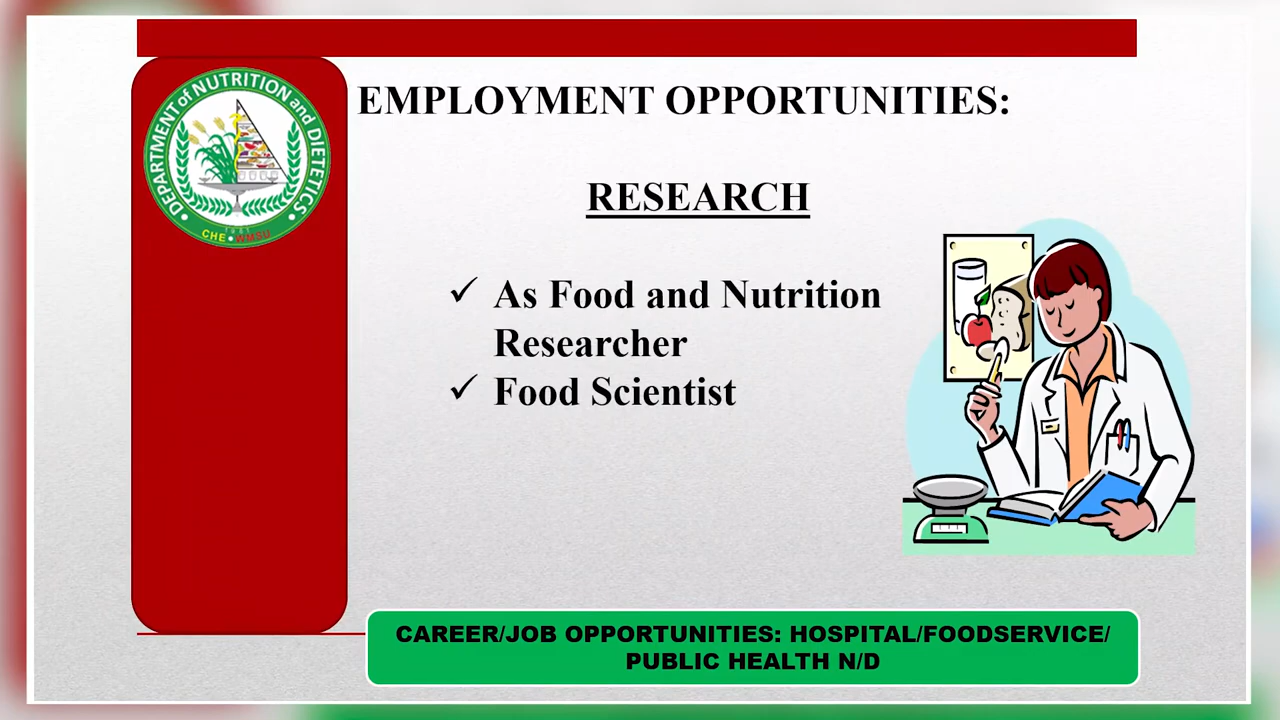 EMPLOYMENT OPPORTUNITIES:
DEPARTMENT of NUTRITION and DIETETICS
1961
CHE WMSU
RESEARCH
✓ As Food and Nutrition
Researcher
✓ Food Scientist
CAREER/JOB OPPORTUNITIES: HOSPITAL/FOODSERVICE/
PUBLIC HEALTH N/D